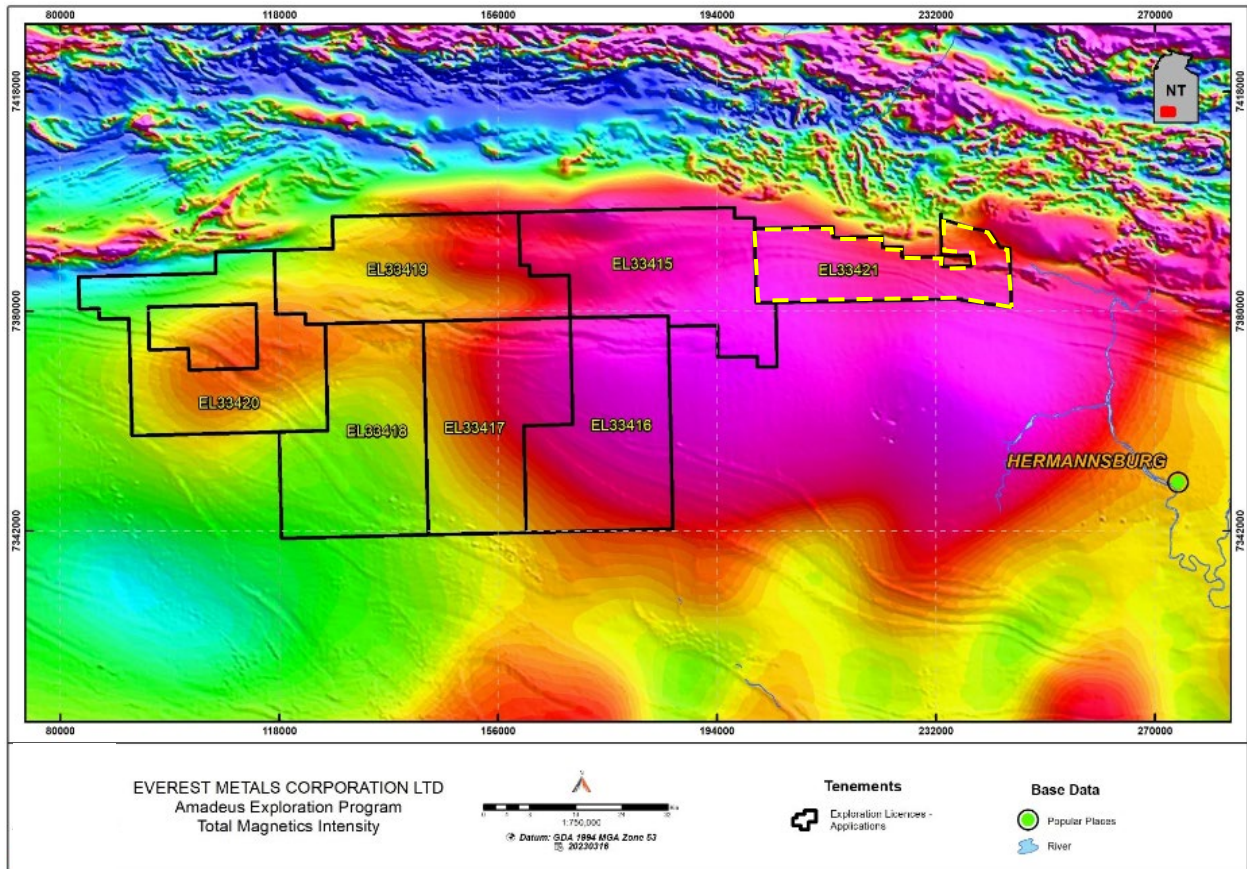 80000 118000 156000 194000 232000 270000
7418000 7418000
NT
EL33419 EL33415 EL33421
7380000 7380000
EL33420 EL33418 EL33417 EL33416
HERMANNSBURG
7342000 7342000
80000 118000 156000 194000 232000 270000
EVEREST METALS CORPORATION LTD
Amadeus Exploration Program
Total Magnetics Intensity
1:750,000
Datum: GDA 1994 MGA Zone 53
20230316
Tenements
Exploration Licences -
Applications
Base Data
Popular Places
River